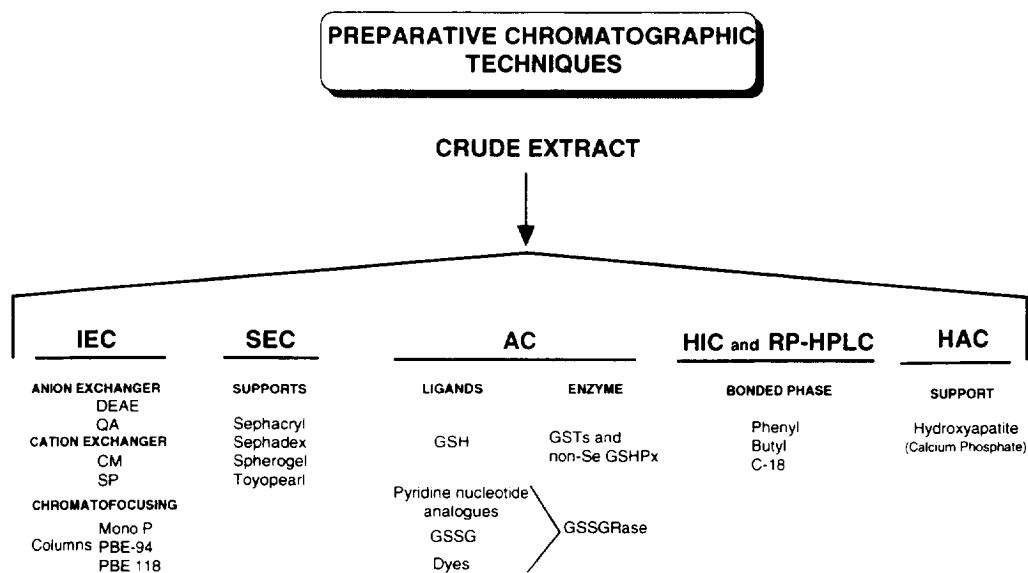 PREPARATIVE CHROMATOGRAPHIC
TECHNIQUES
CRUDE EXTRACT
IEC
ANION EXCHANGER
DEAE
QA
CATION EXCHANGER
CM
SP
CHROMATOFOCUSING
Mono P
Columns PBE-94
PBE 118
SEC
SUPPORTS
Sephacryl
Sephadex
Spherogel
Toyopearl
AC
LIGANDS
GSH
Pyridine nucleotide
analogues
GSSG
Dyes
ENZYME
GSTs and
non-Se GSHPx
GSSGRase
HIC and RP-HPLC
BONDED PHASE
Phenyl
Butyl
C-18
HAC
SUPPORT
Hydroxyapatite
(Calcium Phosphate)